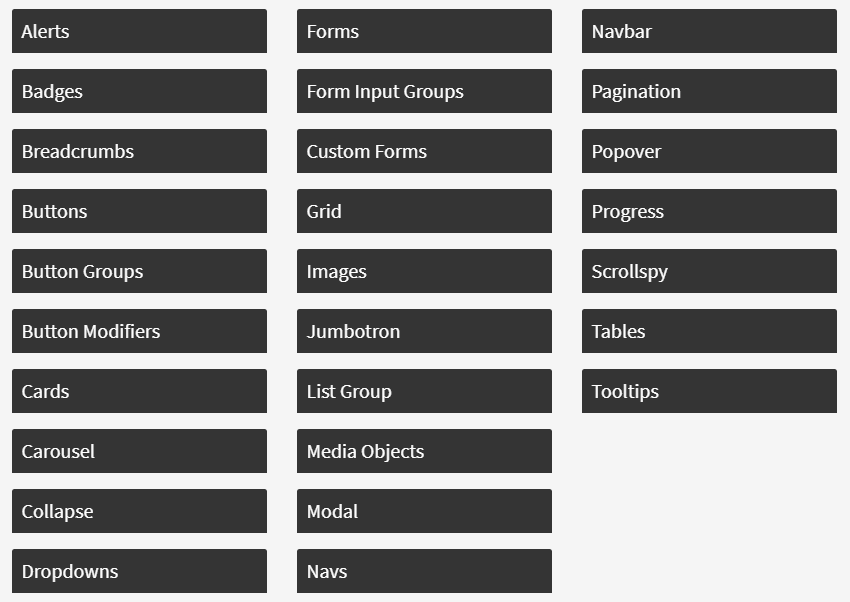 Alerts
Badges
Breadcrumbs
Buttons
Button Groups
Button Modifiers
Cards
Carousel
Collapse
Dropdowns
Forms
Form Input Groups
Custom Forms
Grid
Images
Jumbotron
List Group
Media Objects
Modal
Navs
Navbar
Pagination
Popover
Progress
Scrollspy
Tables
Tooltips